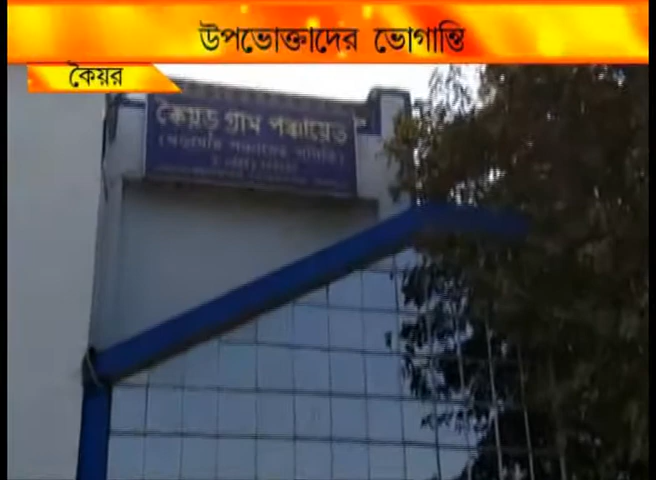 উপভোক্তাদের ভোগান্তি
কৈয়র
কৈয়ড় গ্রাম পঞ্চায়েত